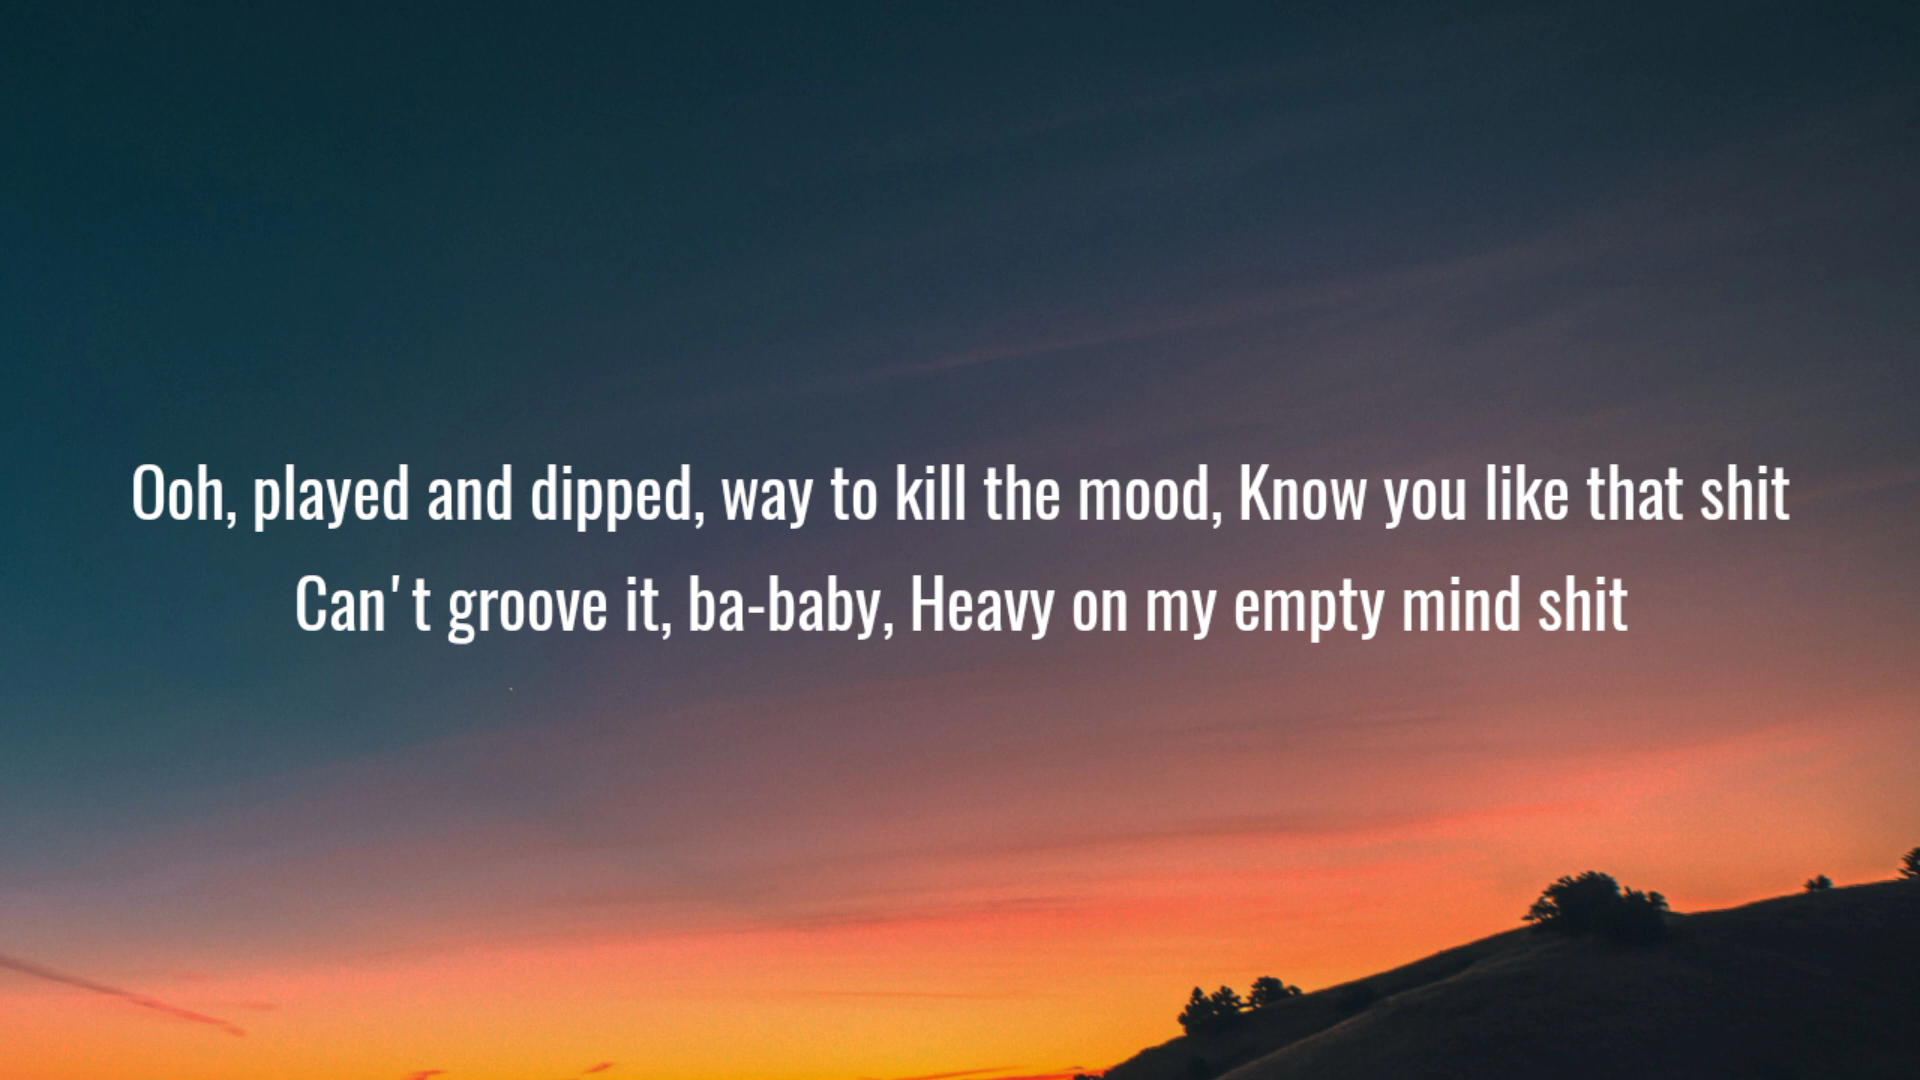 Ooh, played and dipped, way to kill the mood, Know you like that shit
Can't groove it, ba-baby, Heavy on my empty mind shit